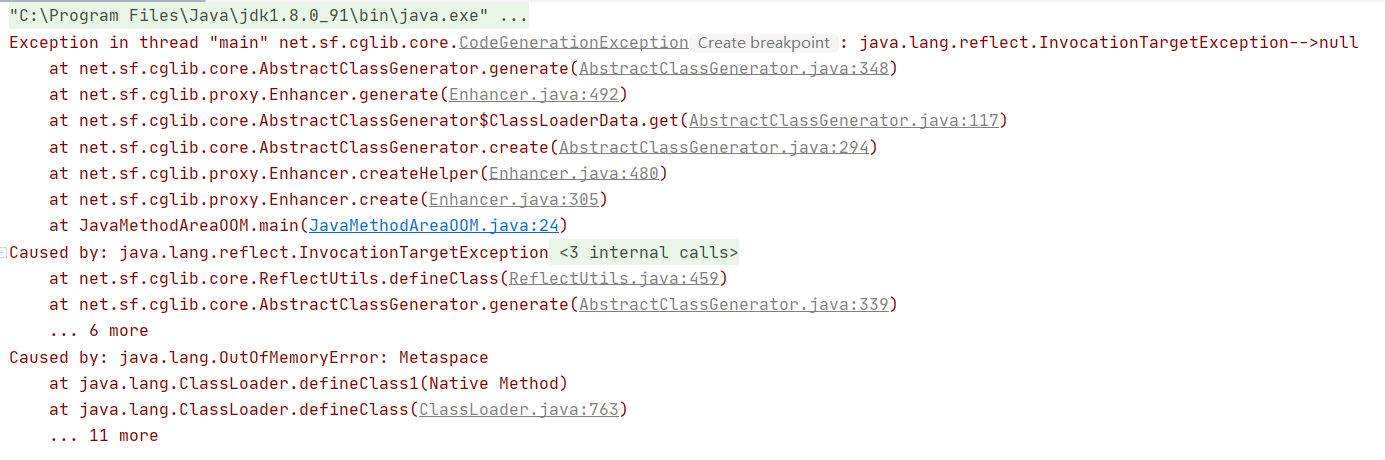 "C:\Program Files\Java\jdk1.8.0_91\bin\java.exe" ...
Exception in thread "main" net.sf.cglib.core.CodeGenerationException Create breakpoint : java.lang.reflect.InvocationTargetException-->null
    at net.sf.cglib.core.AbstractClassGenerator.generate(AbstractClassGenerator.java:348)
    at net.sf.cglib.proxy.Enhancer.generate(Enhancer.java:492)
    at net.sf.cglib.core.AbstractClassGenerator$ClassLoaderData.get(AbstractClassGenerator.java:117)
    at net.sf.cglib.core.AbstractClassGenerator.create(AbstractClassGenerator.java:294)
    at net.sf.cglib.proxy.Enhancer.createHelper(Enhancer.java:480)
    at net.sf.cglib.proxy.Enhancer.create(Enhancer.java:305)
    at JavaMethodAreaOOM.main(JavaMethodAreaOOM.java:24)
Caused by: java.lang.reflect.InvocationTargetException <3 internal calls>
    at net.sf.cglib.core.ReflectUtils.defineClass(ReflectUtils.java:459)
    at net.sf.cglib.core.AbstractClassGenerator.generate(AbstractClassGenerator.java:339)
    ... 6 more
Caused by: java.lang.OutOfMemoryError: Metaspace
    at java.lang.ClassLoader.defineClass1(Native Method)
    at java.lang.ClassLoader.defineClass(ClassLoader.java:763)
    ... 11 more